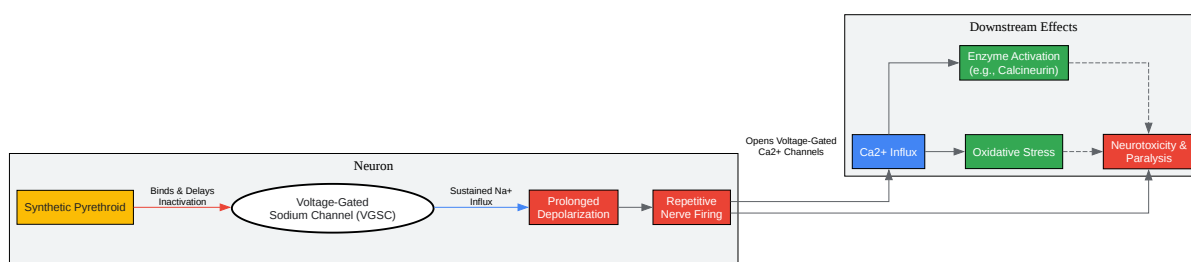 Downstream Effects
Enzyme Activation
(e.g., Calcineurin)
Opens Voltage-Gated
Ca2+ Channels
Ca2+ Influx
Oxidative Stress
Neurotoxicity &
Paralysis
Neuron
Synthetic Pyrethroid
Binds & Delays
Inactivation
Voltage-Gated
Sodium Channel (VGSC)
Sustained Na+
Influx
Prolonged
Depolarization
Repetitive
Nerve Firing